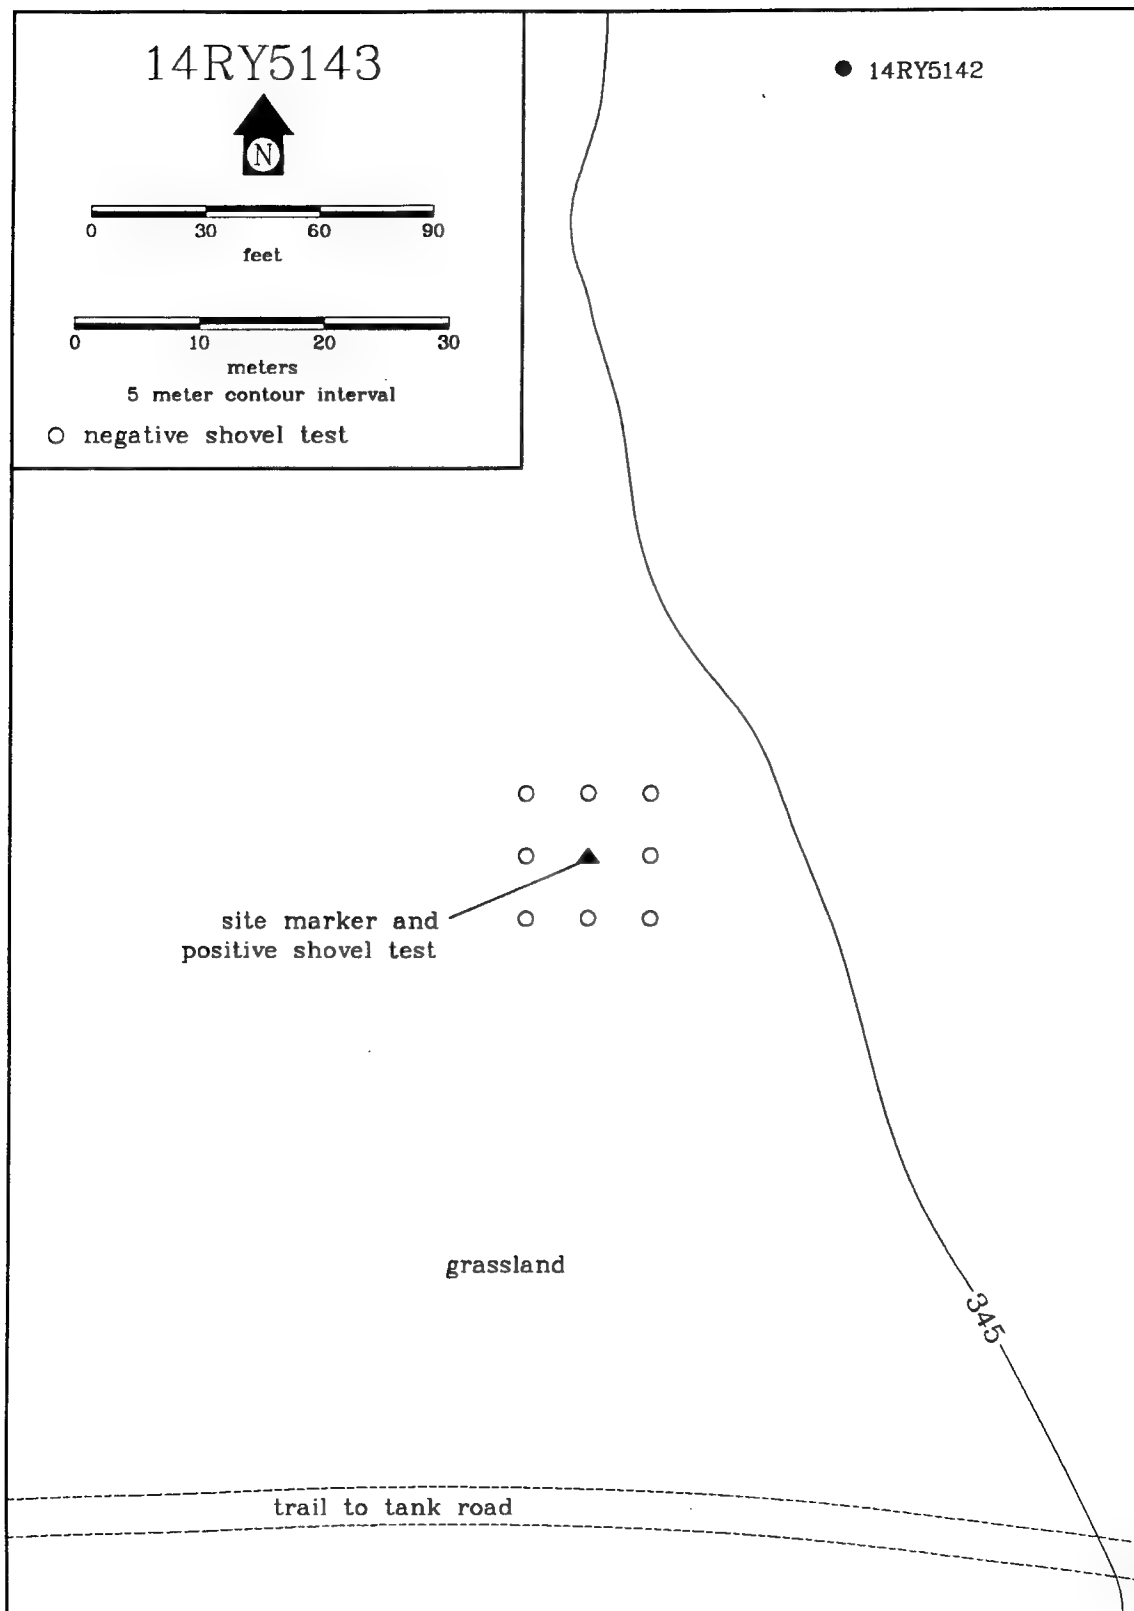 14RY5143
N
0 30 60 90
feet
0 10 20 30
meters
5 meter contour interval
negative shovel test
14RY5142
site marker and
positive shovel test
grassland
345
trail to tank road